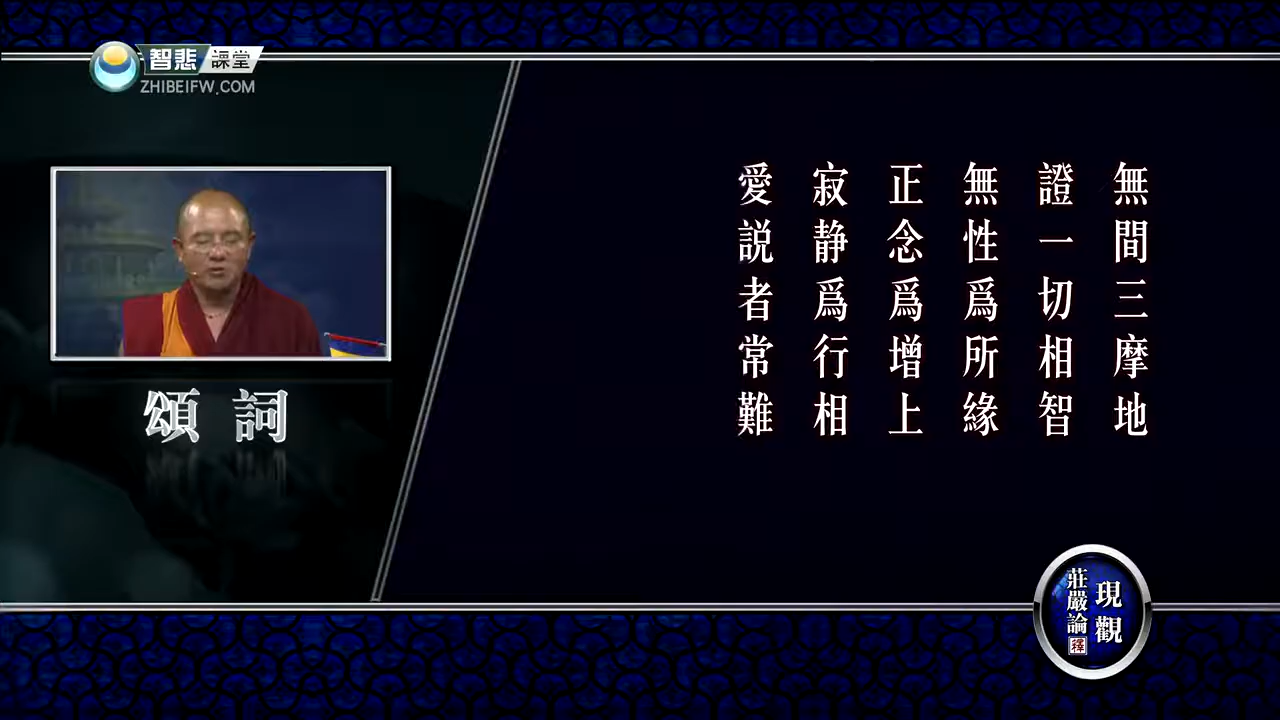 智悲課堂
ZHIBEIFW.COM
無間三摩地
證一切相智
無性爲所緣
正念爲增上
寂静爲行相
愛説者常難
頌詞
現觀
莊嚴論釋